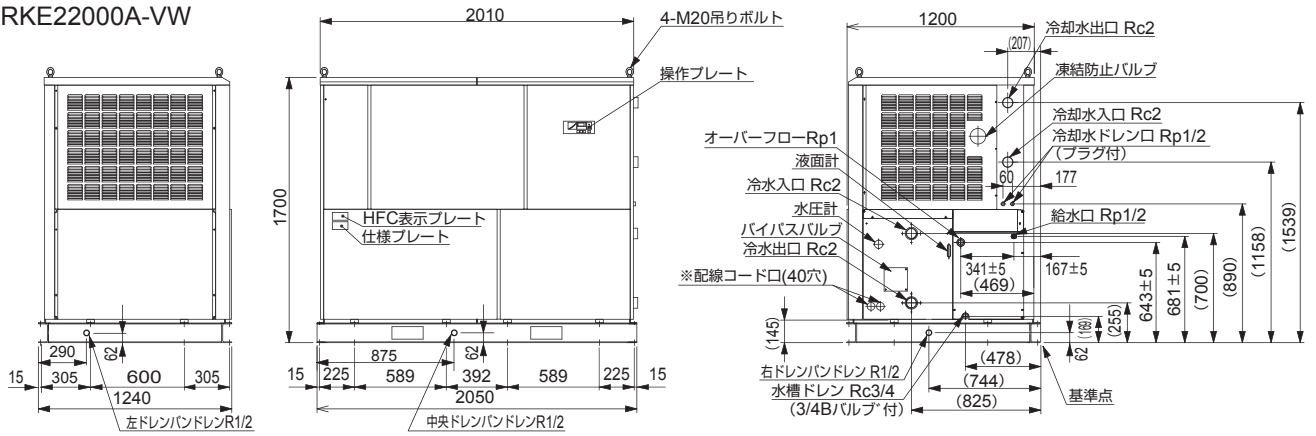 RKE22000A-VW
2010
4-M20吊りボルト
操作プレート
1700
HFC表示プレート
仕様プレート
290
62
15
305
600
305
1240
左ドレンパンドレンR1/2
875
62
15
225
589
392
589
225
15
2050
中央ドレンパンドレンR1/2
1200
(207)
冷却水出口 Rc2
凍結防止バルブ
冷却水入口 Rc2
冷却水ドレン口 Rp1/2
(プラグ付)
オーバーフローRp1
液面計
冷水入口 Rc2
水圧計
バイパスバルブ
冷水出口 Rc2
※配線コード口(40穴)
60
177
給水口 Rp1/2
341±5
167±5
(469)
643±5
681±5
(700)
(890)
(1158)
(1539)
(145)
62
(169)
(255)
(478)
(744)
(825)
右ドレンパンドレン R1/2
水槽ドレン Rc3/4
(3/4Bバルブ付)
基準点